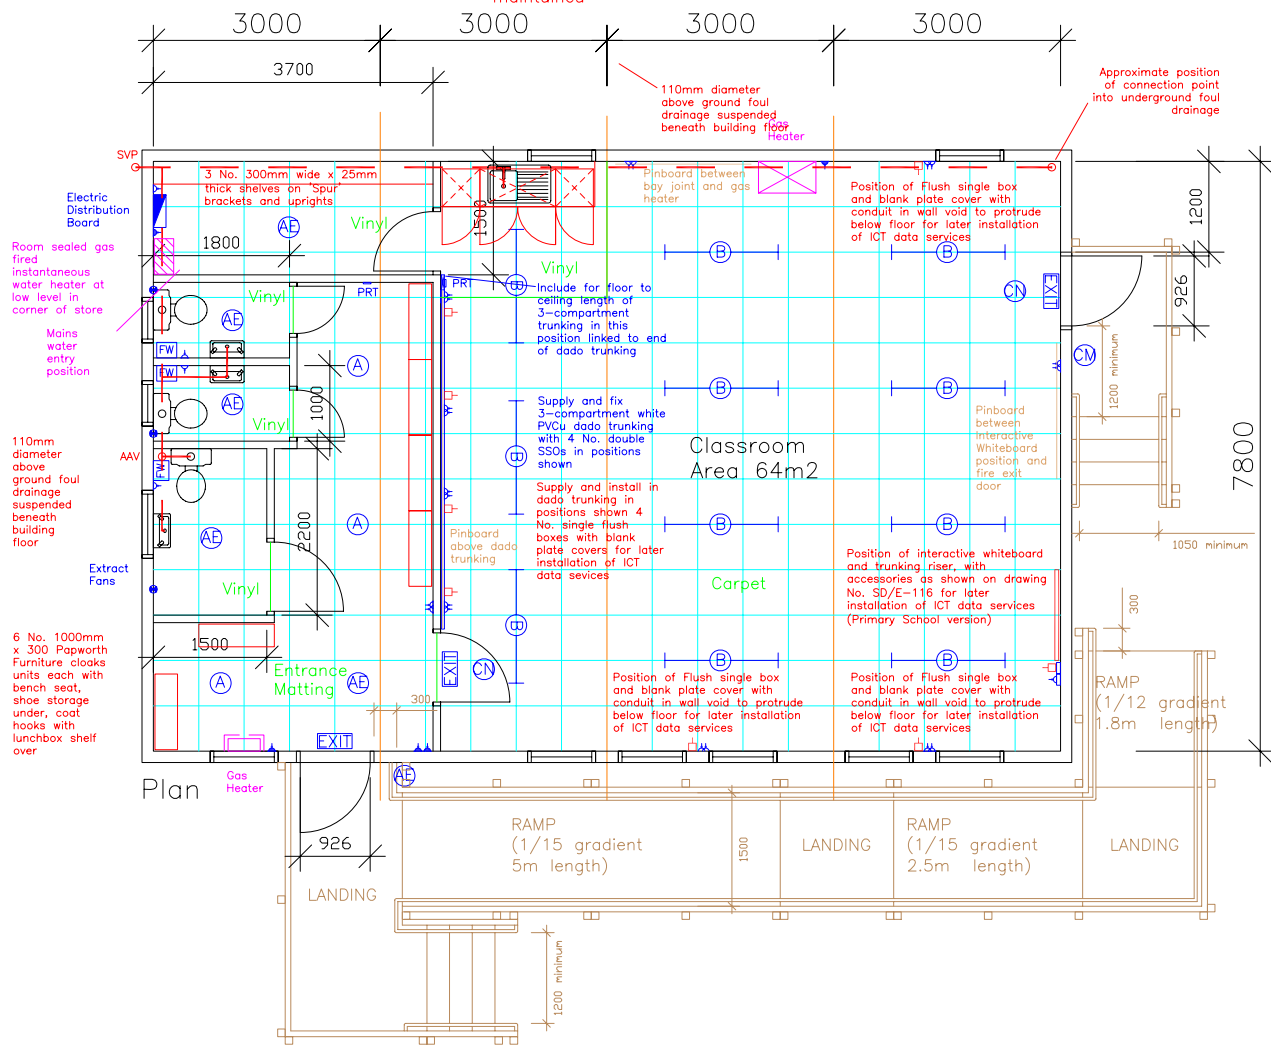 maintained
3000
3000
3000
3000
3700
110mm diameter
above ground foul
drainage suspended
beneath building floor
Gas
Heater
Approximate position
of connection point
into underground foul
drainage
SVP
3 No. 300mm wide x 25mm
thick shelves on 'Spur'
brackets and uprights
Pinboard between
bay joint and gas
heater
Position of Flush single box
and blank plate cover with
conduit in wall void to protrude
below floor for later installation
of ICT data services
Electric
Distribution
Board
AE
Vinyl
1500
1200
1800
B
B
Room sealed gas
fired
instantaneous
water heater at
low level in
corner of store
Vinyl
PRT
PRT
B
Include for floor to
ceiling length of
3-compartment
trunking in this
position linked to end
of dado trunking
CN
EXIT
926
Vinyl
AE
Mains
water
entry
position
FW
FW
A
CM
1200 minimum
AE
1000
B
B
Supply and fix
3-compartment white
PVCu dado trunking
with 4 No. double
SSOs in positions
shown
Pinboard
between
Interactive
Whiteboard
position and
fire exit
door
Vinyl
Classroom
Area 64m2
7800
110mm
diameter
above
ground foul
drainage
suspended
beneath
building
floor
AAV
FW
B
Supply and install in
dado trunking in
positions shown 4
No. single flush
boxes with blank
plate covers for later
installation of ICT
data sevices
A
AE
2200
Pinboard
above dado
trunking
B
B
1050 minimum
Extract
Fans
Vinyl
Carpet
Position of interactive whiteboard
and trunking riser, with
accessories as shown on drawing
No. SD/E-116 for later
installation of ICT data services
(Primary School version)
300
B
6 No. 1000mm
x 300 Papworth
Furniture cloaks
units each with
bench seat,
shoe storage
under, coat
hooks with
lunchbox shelf
over
1500
Entrance
Matting
A
AE
EXIT
CN
B
B
300
Position of Flush single box
and blank plate cover with
conduit in wall void to protrude
below floor for later installation
of ICT data services
Position of Flush single box
and blank plate cover with
conduit in wall void to protrude
below floor for later installation
of ICT data services
RAMP
(1/12 gradient
1.8m length)
EXIT
Plan
Gas
Heater
AE
926
RAMP
(1/15 gradient
5m length)
1500
LANDING
RAMP
(1/15 gradient
2.5m length)
LANDING
LANDING
1200 minimum